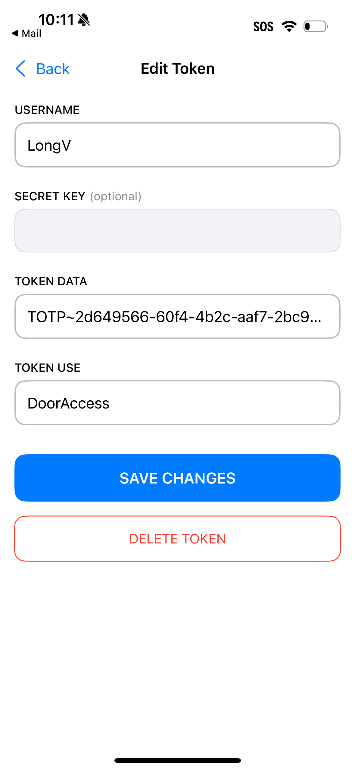 10:11
SOS
Mail
Back
Edit Token
USERNAME
LongV
SECRET KEY (optional)
TOKEN DATA
TOTP~2d649566-60f4-4b2c-aaf7-2bc9...
TOKEN USE
DoorAccess
SAVE CHANGES
DELETE TOKEN